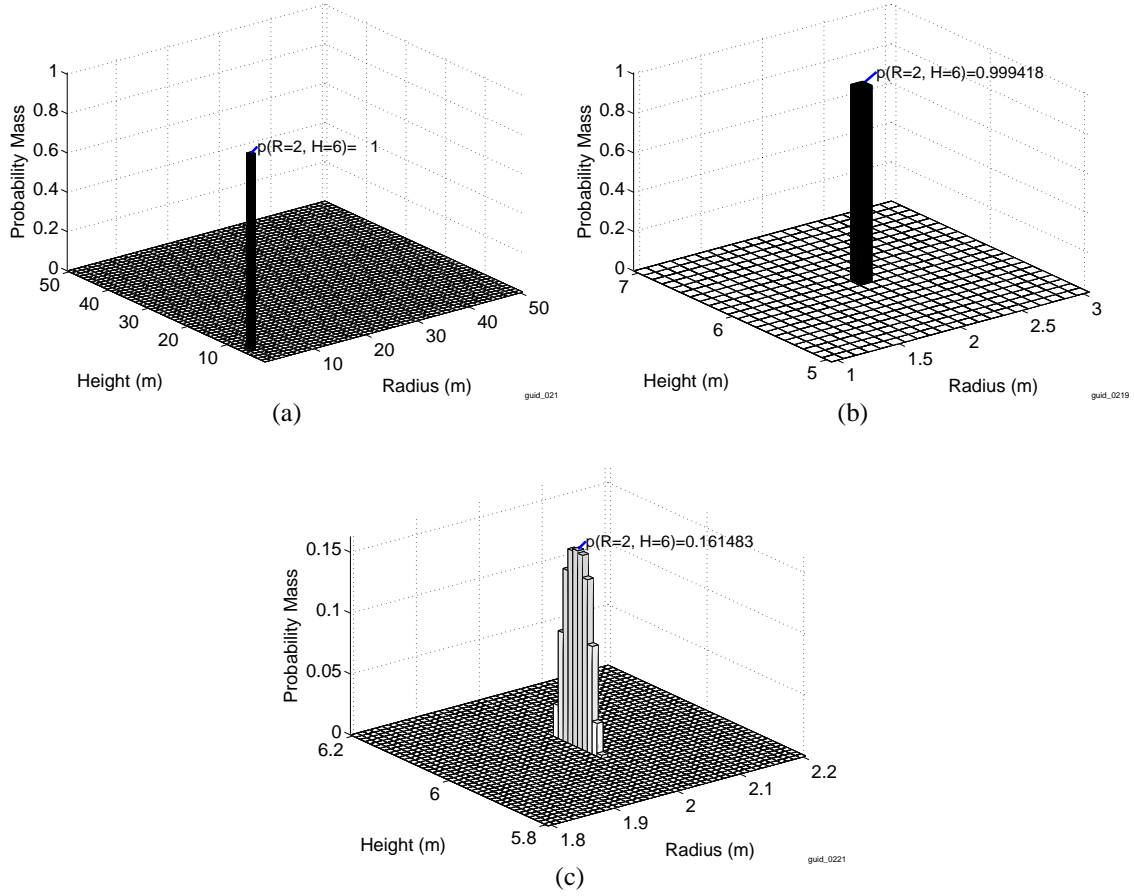 1
0.8
0.6
0.4
0.2
0
Probability Mass
p(R=2, H=6)=   1
50
40
30
20
10
Height (m)
10
20
30
40
50
Radius (m)
guid_021
(a)
1
0.8
0.6
0.4
0.2
0
Probability Mass
p(R=2, H=6)=0.999418
7
6
5
Height (m)
1
1.5
2
2.5
3
Radius (m)
guid_0219
(b)
0.15
0.1
0.05
0
Probability Mass
p(R=2, H=6)=0.161483
6.2
6
5.8
Height (m)
1.8
1.9
2
2.1
2.2
Radius (m)
guid_0221
(c)